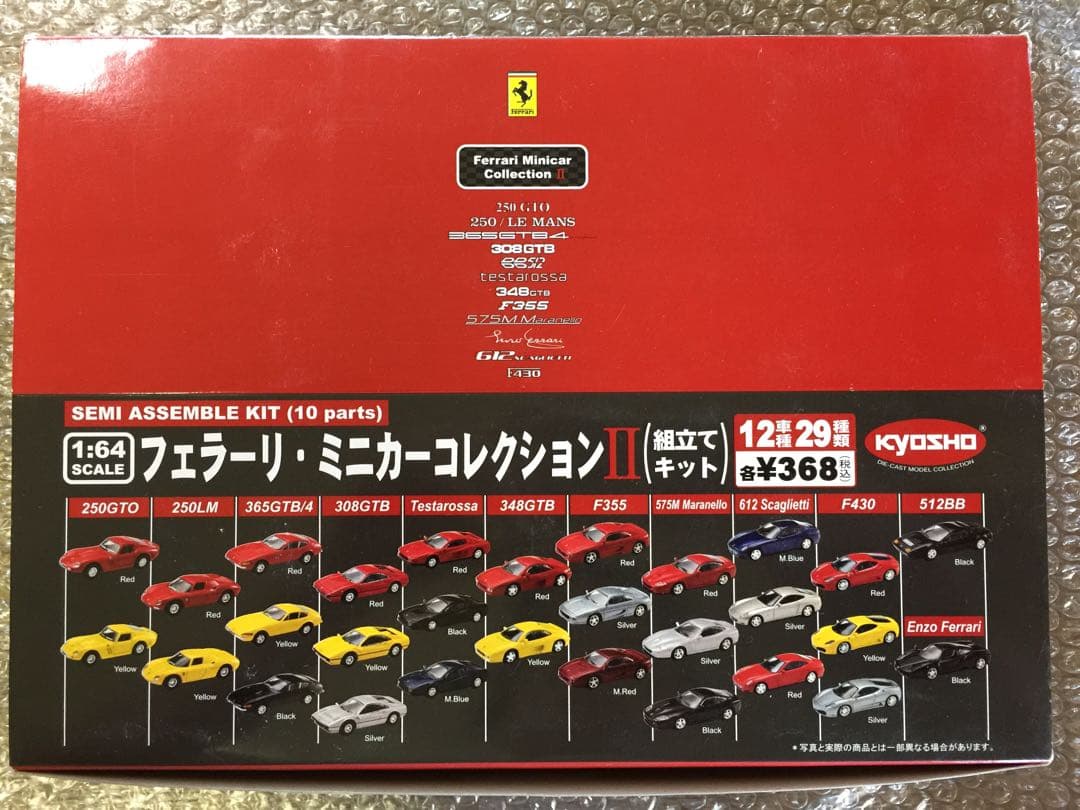 Ferrari
Ferrari Minicar
Collection II
250 GTO
250/LE MANS
365GTB4
308GTB
testarossa
348GTB
F355
575M Maranello
Enzo Ferrari
612 SCAGLIETTI
F430
SEMI ASSEMBLE KIT (10 parts)
1:64
SCALE
フェラーリ・ミニカーコレクションII
(組立てキット)
12車種29種類
各¥368(税込)
KYOSHO
DIE-CAST MODEL COLLECTION
250GTO 250LM 365GTB/4 308GTB Testarossa 348GTB F355 575M Maranello 612 Scaglietti F430 512BB
Red
Yellow
Red
Yellow
Red
Yellow
Black
Red
Yellow
Silver
Red
Black
M.Blue
Red
Yellow
Red
Silver
M.Red
Red
Silver
Black
M.Blue
Silver
Red
Red
Yellow
Silver
Black
Enzo Ferrari
Black
*写真と実際の商品とは一部異なる場合があります。